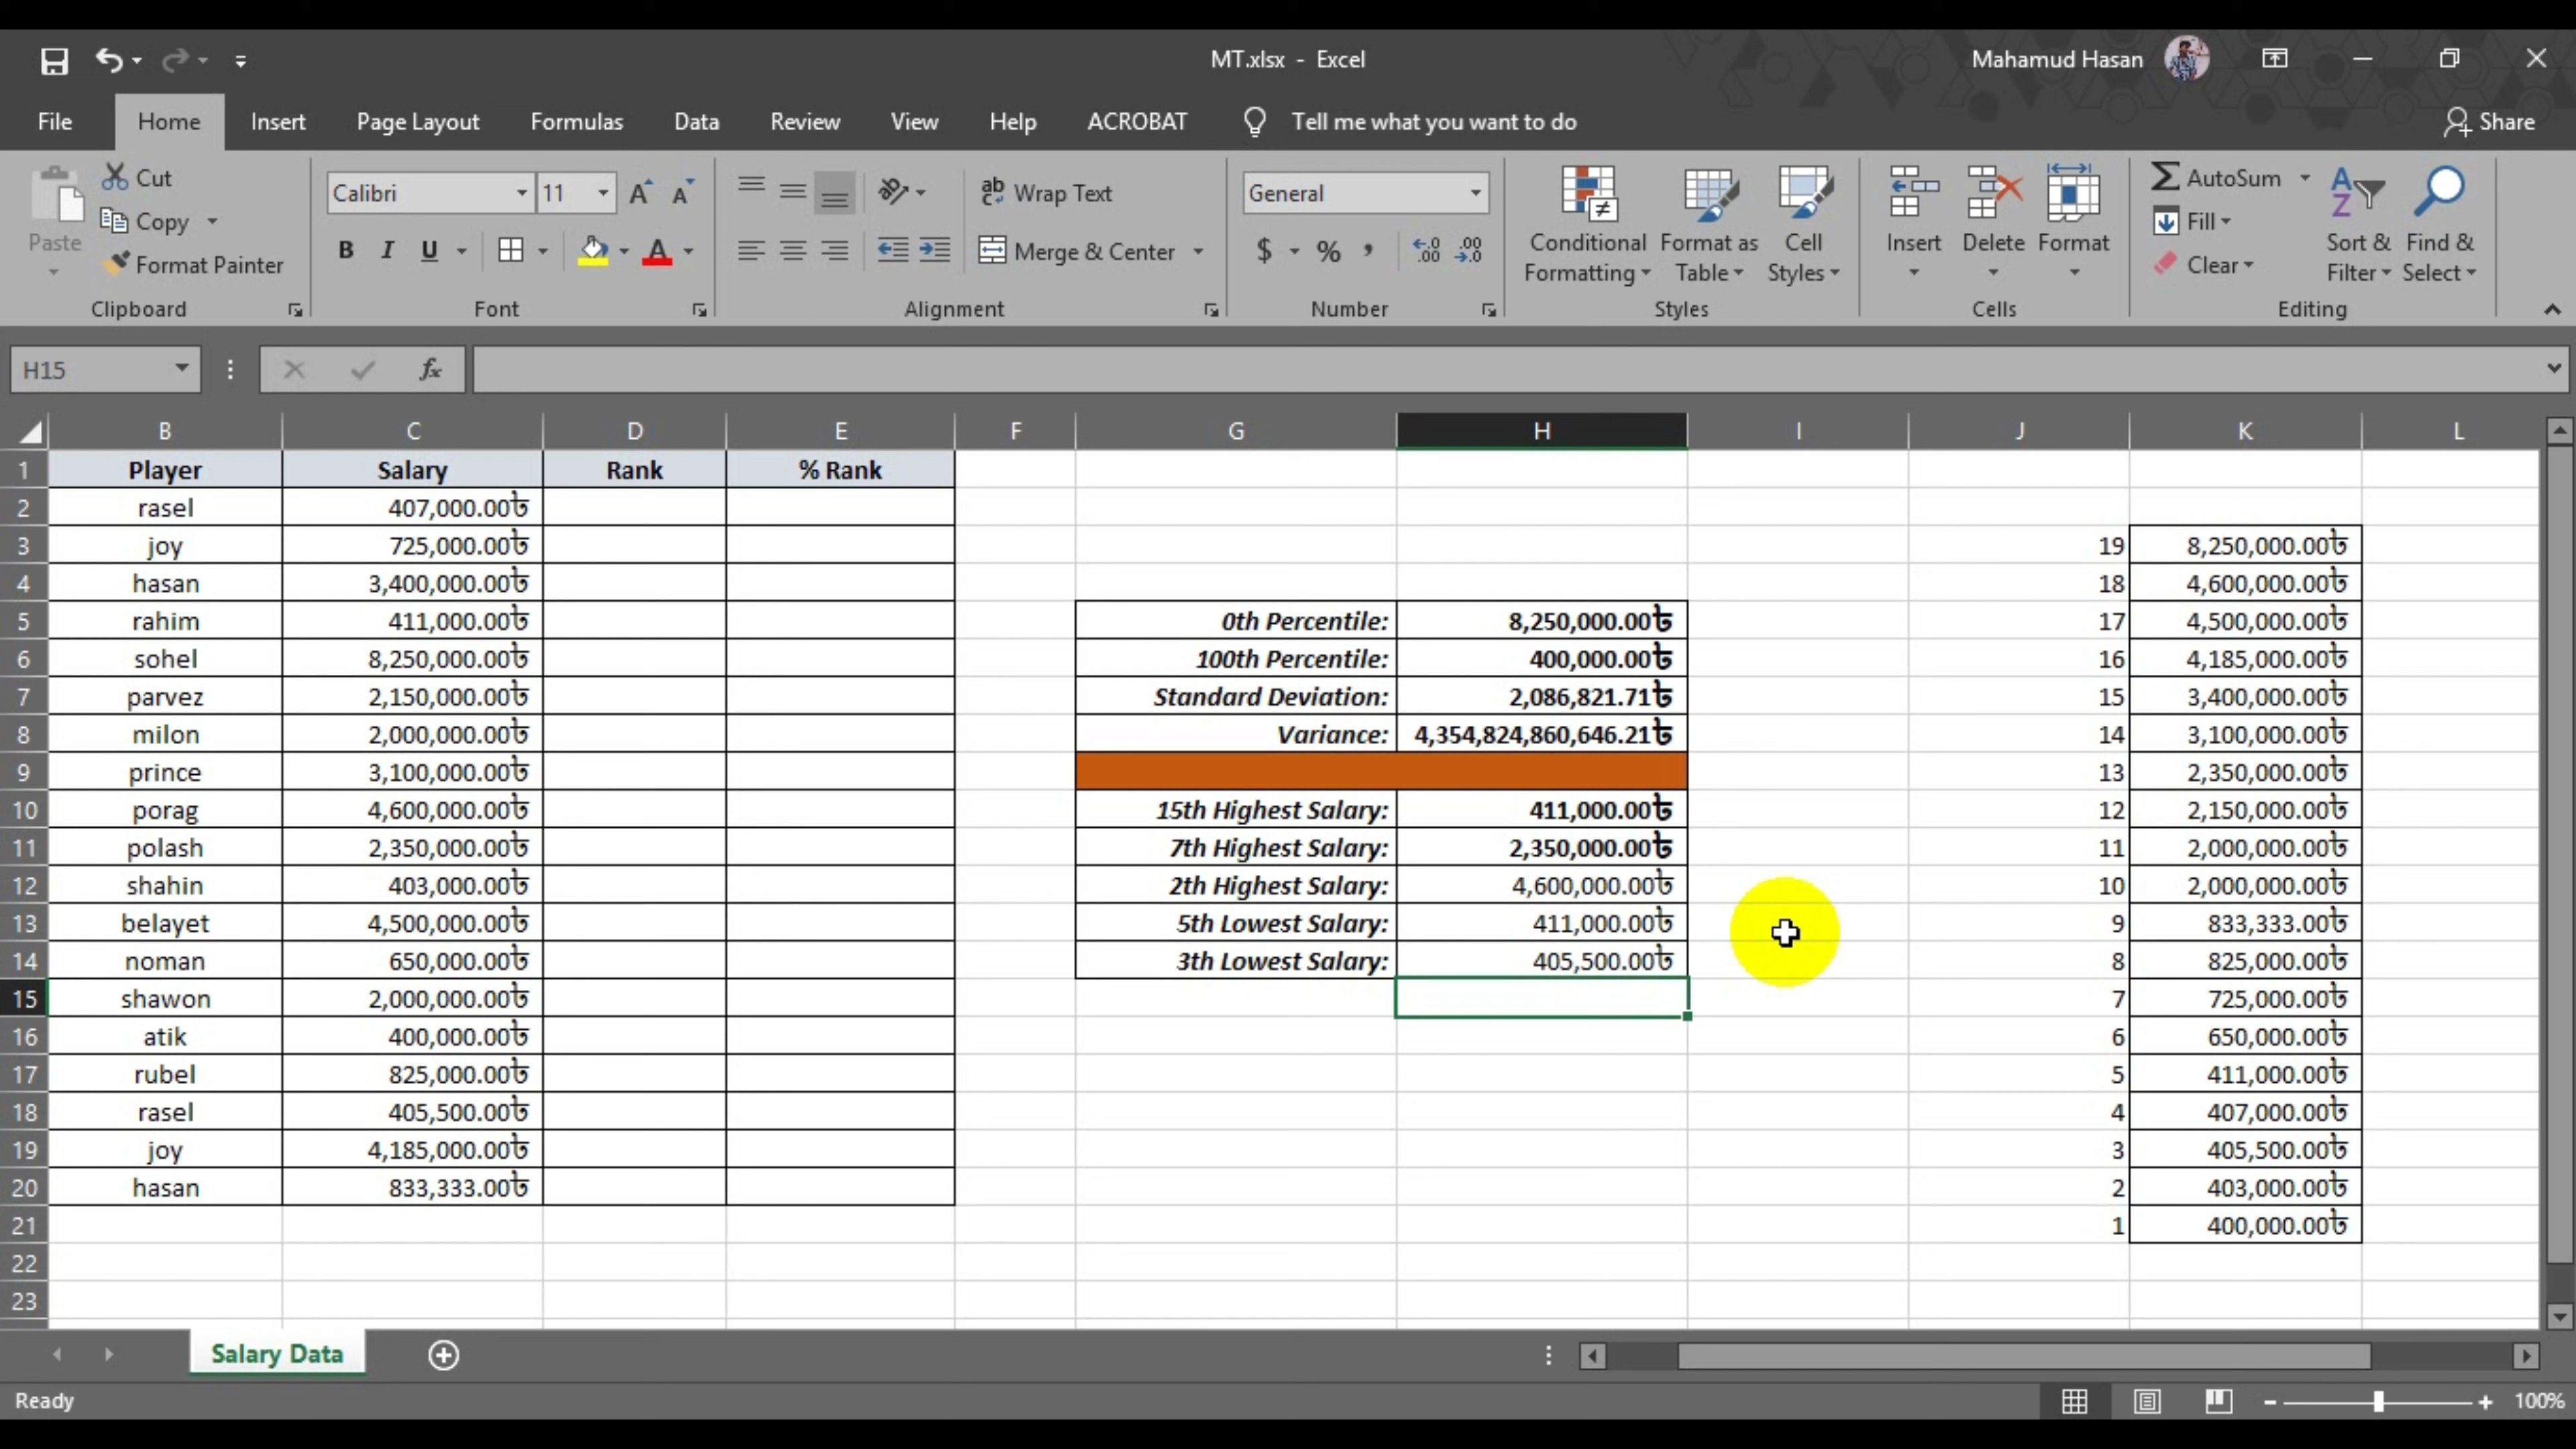 MT.xlsx - Excel
Mahamud Hasan
File Home Insert Page Layout Formulas Data Review View Help ACROBAT Tell me what you want to do Share
Paste
Cut
Copy
Format Painter
Clipboard
Calibri 11
B I U
Font
Wrap Text
Merge & Center
Alignment
General
$ % ,
Number
Conditional Formatting
Format as Table
Cell Styles
Styles
Insert Delete Format
Cells
AutoSum
Fill
Clear
Sort & Filter
Find & Select
Editing
H15 fx
B C D E F G H I J K L
1 Player Salary Rank % Rank
2 rasel 407,000.00৳
3 joy 725,000.00৳ 19 8,250,000.00৳
4 hasan 3,400,000.00৳ 18 4,600,000.00৳
5 rahim 411,000.00৳ 0th Percentile: 8,250,000.00৳ 17 4,500,000.00৳
6 sohel 8,250,000.00৳ 100th Percentile: 400,000.00৳ 16 4,185,000.00৳
7 parvez 2,150,000.00৳ Standard Deviation: 2,086,821.71৳ 15 3,400,000.00৳
8 milon 2,000,000.00৳ Variance: 4,354,824,860,646.21৳ 14 3,100,000.00৳
9 prince 3,100,000.00৳ 13 2,350,000.00৳
10 porag 4,600,000.00৳ 15th Highest Salary: 411,000.00৳ 12 2,150,000.00৳
11 polash 2,350,000.00৳ 7th Highest Salary: 2,350,000.00৳ 11 2,000,000.00৳
12 shahin 403,000.00৳ 2th Highest Salary: 4,600,000.00৳ 10 2,000,000.00৳
13 belayet 4,500,000.00৳ 5th Lowest Salary: 411,000.00৳ 9 833,333.00৳
14 noman 650,000.00৳ 3th Lowest Salary: 405,500.00৳ 8 825,000.00৳
15 shawon 2,000,000.00৳ 7 725,000.00৳
16 atik 400,000.00৳ 6 650,000.00৳
17 rubel 825,000.00৳ 5 411,000.00৳
18 rasel 405,500.00৳ 4 407,000.00৳
19 joy 4,185,000.00৳ 3 405,500.00৳
20 hasan 833,333.00৳ 2 403,000.00৳
21 1 400,000.00৳
22
23
Salary Data
Ready 100%